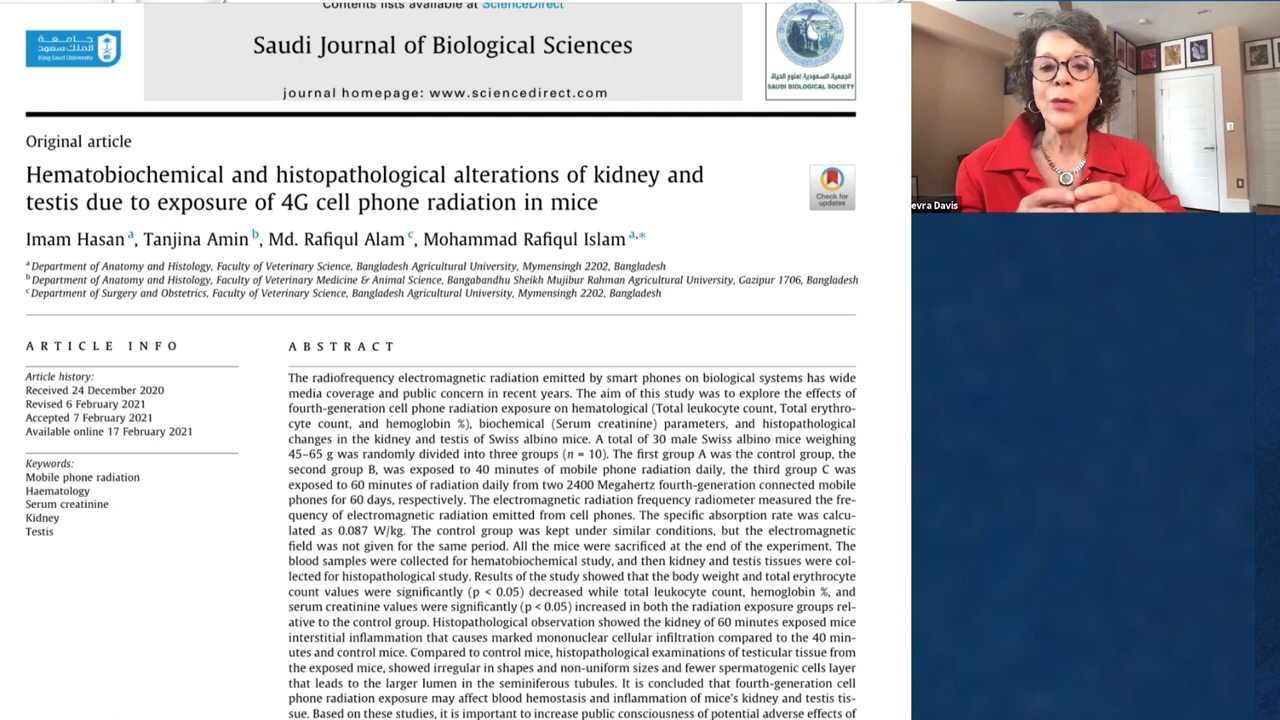 Contents lists available at ScienceDirect
جامعة
الملك سعود
King Saud University
Saudi Journal of Biological Sciences
journal homepage: www.sciencedirect.com
الجمعية السعودية لعلوم الحياة
SAUDI BIOLOGICAL SOCIETY
evra Davis
Original article
Hematobiochemical and histopathological alterations of kidney and
testis due to exposure of 4G cell phone radiation in mice
Check for
updates
Imam Hasan a, Tanjina Amin b, Md. Rafiqul Alam c, Mohammad Rafiqul Islam a,*
a Department of Anatomy and Histology, Faculty of Veterinary Science, Bangladesh Agricultural University, Mymensingh 2202, Bangladesh
b Department of Anatomy and Histology, Faculty of Veterinary Medicine & Animal Science, Bangabandhu Sheikh Mujibur Rahman Agricultural University, Gazipur 1706, Bangladesh
c Department of Surgery and Obstetrics, Faculty of Veterinary Science, Bangladesh Agricultural University, Mymensingh 2202, Bangladesh
ARTICLE INFO
Article history:
Received 24 December 2020
Revised 6 February 2021
Accepted 7 February 2021
Available online 17 February 2021
Keywords:
Mobile phone radiation
Haematology
Serum creatinine
Kidney
Testis
ABSTRACT
The radiofrequency electromagnetic radiation emitted by smart phones on biological systems has wide
media coverage and public concern in recent years. The aim of this study was to explore the effects of
fourth-generation cell phone radiation exposure on hematological (Total leukocyte count, Total erythro-
cyte count, and hemoglobin %), biochemical (Serum creatinine) parameters, and histopathological
changes in the kidney and testis of Swiss albino mice. A total of 30 male Swiss albino mice weighing
45–65 g was randomly divided into three groups (n = 10). The first group A was the control group, the
second group B, was exposed to 40 minutes of mobile phone radiation daily, the third group C was
exposed to 60 minutes of radiation daily from two 2400 Megahertz fourth-generation connected mobile
phones for 60 days, respectively. The electromagnetic radiation frequency radiometer measured the fre-
quency of electromagnetic radiation emitted from cell phones. The specific absorption rate was calcu-
lated as 0.087 W/kg. The control group was kept under similar conditions, but the electromagnetic
field was not given for the same period. All the mice were sacrificed at the end of the experiment. The
blood samples were collected for hematobiochemical study, and then kidney and testis tissues were col-
lected for histopathological study. Results of the study showed that the body weight and total erythrocyte
count values were significantly (p < 0.05) decreased while total leukocyte count, hemoglobin %, and
serum creatinine values were significantly (p < 0.05) increased in both the radiation exposure groups rel-
ative to the control group. Histopathological observation showed the kidney of 60 minutes exposed mice
interstitial inflammation that causes marked mononuclear cellular infiltration compared to the 40 min-
utes and control mice. Compared to control mice, histopathological examinations of testicular tissue from
the exposed mice, showed irregular in shapes and non-uniform sizes and fewer spermatogenic cells layer
that leads to the larger lumen in the seminiferous tubules. It is concluded that fourth-generation cell
phone radiation exposure may affect blood hemostasis and inflammation of mice's kidney and testis tis-
sue. Based on these studies, it is important to increase public consciousness of potential adverse effects of